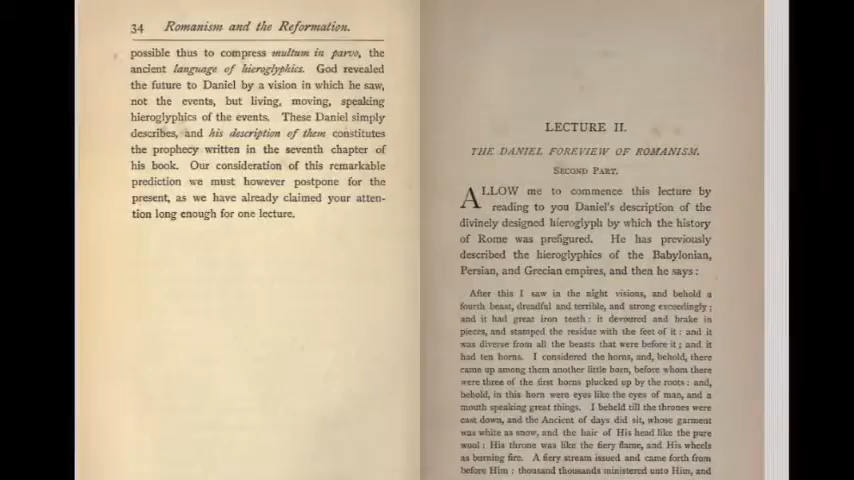 34 Romanism and the Reformation.
possible thus to compress multum in parvo, the
ancient language of hieroglyphics. God revealed
the future to Daniel by a vision in which he saw,
not the events, but living, moving, speaking
hieroglyphics of the events. These Daniel simply
describes, and his description of them constitutes
the prophecy written in the seventh chapter of
his book. Our consideration of this remarkable
prediction we must however postpone for the
present, as we have already claimed your atten-
tion long enough for one lecture.
LECTURE II.
THE DANIEL FOREVIEW OF ROMANISM.
SECOND PART.
ALLOW me to commence this lecture by
reading to you Daniel's description of the
divinely designed hieroglyph by which the history
of Rome was prefigured. He has previously
described the hieroglyphics of the Babylonian,
Persian, and Grecian empires, and then he says:
After this I saw in the night visions, and behold a
fourth beast, dreadful and terrible, and strong exceedingly;
and it had great iron teeth: it devoured and brake in
pieces, and stamped the residue with the feet of it: and it
was diverse from all the beasts that were before it; and it
had ten horns. I considered the horns, and, behold, there
came up among them another little horn, before whom there
were three of the first horns plucked up by the roots: and,
behold, in this horn were eyes like the eyes of man, and a
mouth speaking great things. I beheld till the thrones were
cast down, and the Ancient of days did sit, whose garment
was white as snow, and the hair of His head like the pure
wool: His throne was like the fiery flame, and His wheels
as burning fire. A fiery stream issued and came forth from
before Him: thousand thousands ministered unto Him, and